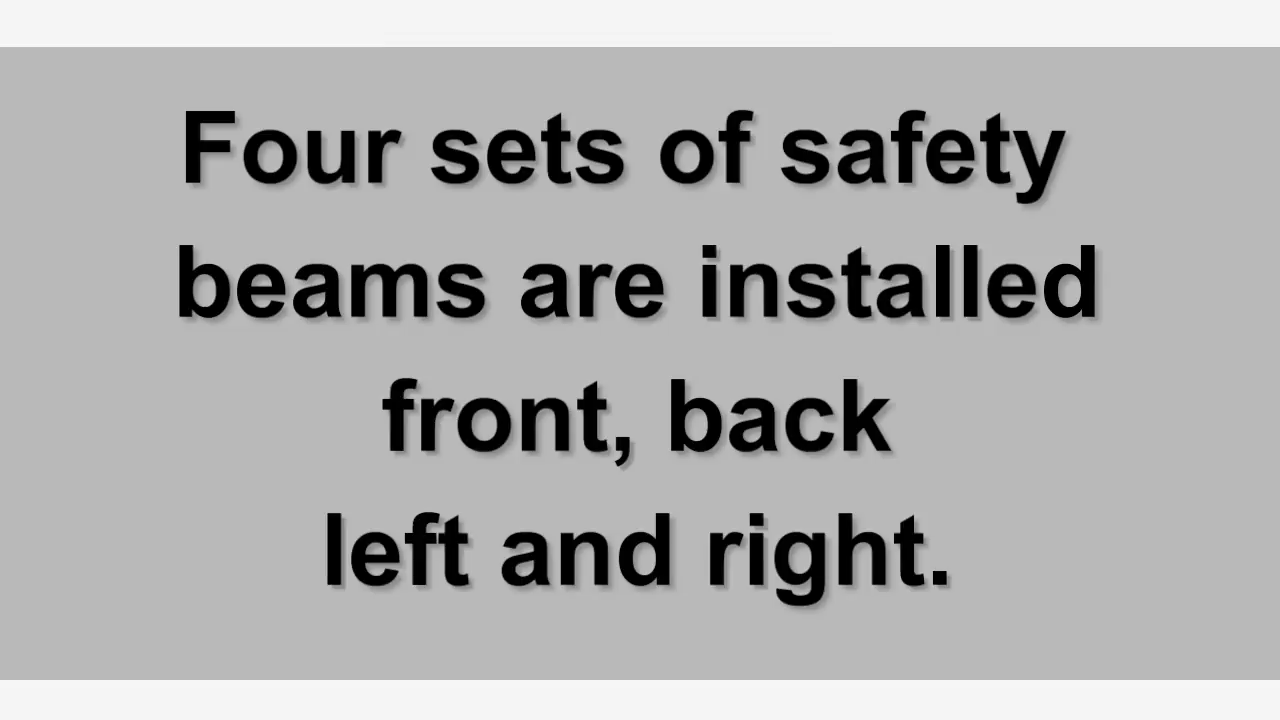 Four sets of safety
beams are installed
front, back
left and right.